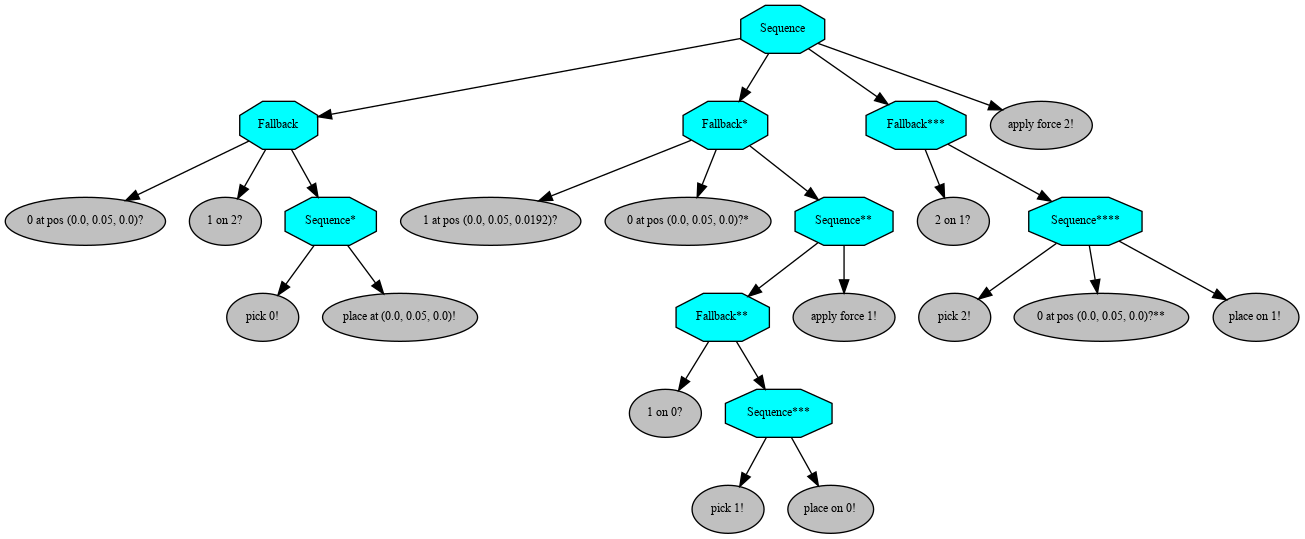 Sequence
Fallback
Fallback*
Fallback***
apply force 2!
0 at pos (0.0, 0.05, 0.0)?
1 on 2?
Sequence*
1 at pos (0.0, 0.05, 0.0192)?
0 at pos (0.0, 0.05, 0.0)?*
Sequence**
2 on 1?
Sequence****
pick 0!
place at (0.0, 0.05, 0.0)!
Fallback**
apply force 1!
pick 2!
0 at pos (0.0, 0.05, 0.0)?**
place on 1!
1 on 0?
Sequence***
pick 1!
place on 0!